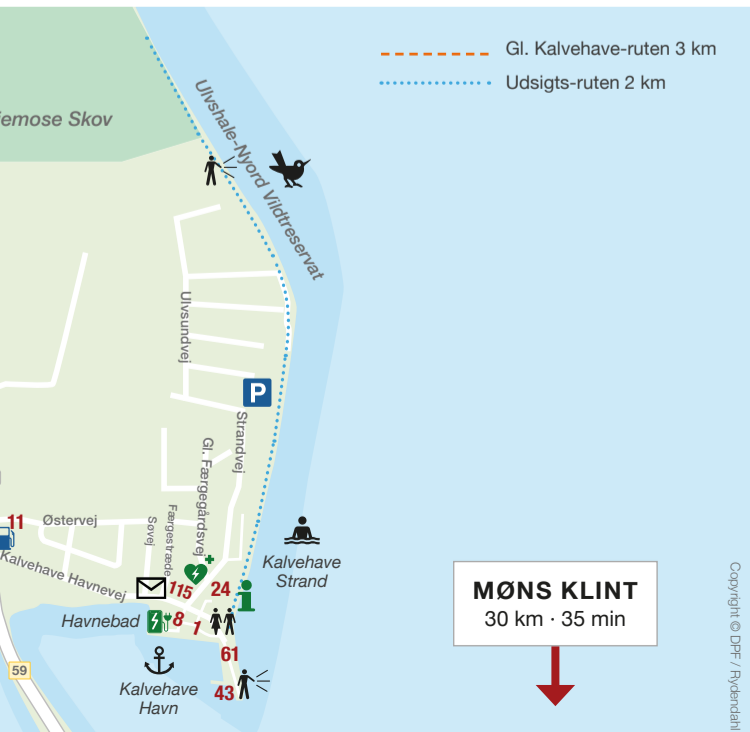 Gl. Kalvehave-ruten 3 km
Udsigts-ruten 2 km
jemose Skov
Ulvshale-Nyord Vildtreservat
Ulvsundvej
P
Strandvej
Gl. Færgegårdsvej
Færgestræde
Søvej
11
Østervej
Kalvehave Havnevej
Kalvehave
Strand
115
24
i
Havnebad
8
1
61
43
Kalvehave
Havn
59
MØNS KLINT
30 km · 35 min
Copyright © DPF / Rydendahl